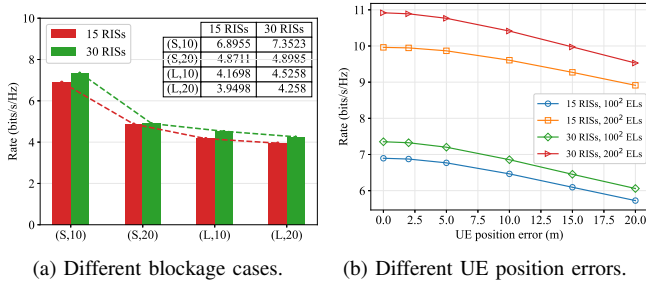 10
8
6
4
2
0
Rate (bits/s/Hz)
15 RISs
30 RISs
15 RISs 30 RISs
(S,10) 6.8955 7.3523
(S,20) 4.8711 4.8985
(L,10) 4.1698 4.5258
(L,20) 3.9498 4.258
(S,10) (S,20) (L,10) (L,20)
(a) Different blockage cases.
11
10
9
8
7
6
Rate (bits/s/Hz)
15 RISs, 100² ELs
15 RISs, 200² ELs
30 RISs, 100² ELs
30 RISs, 200² ELs
0.0 2.5 5.0 7.5 10.0 12.5 15.0 17.5 20.0
UE position error (m)
(b) Different UE position errors.